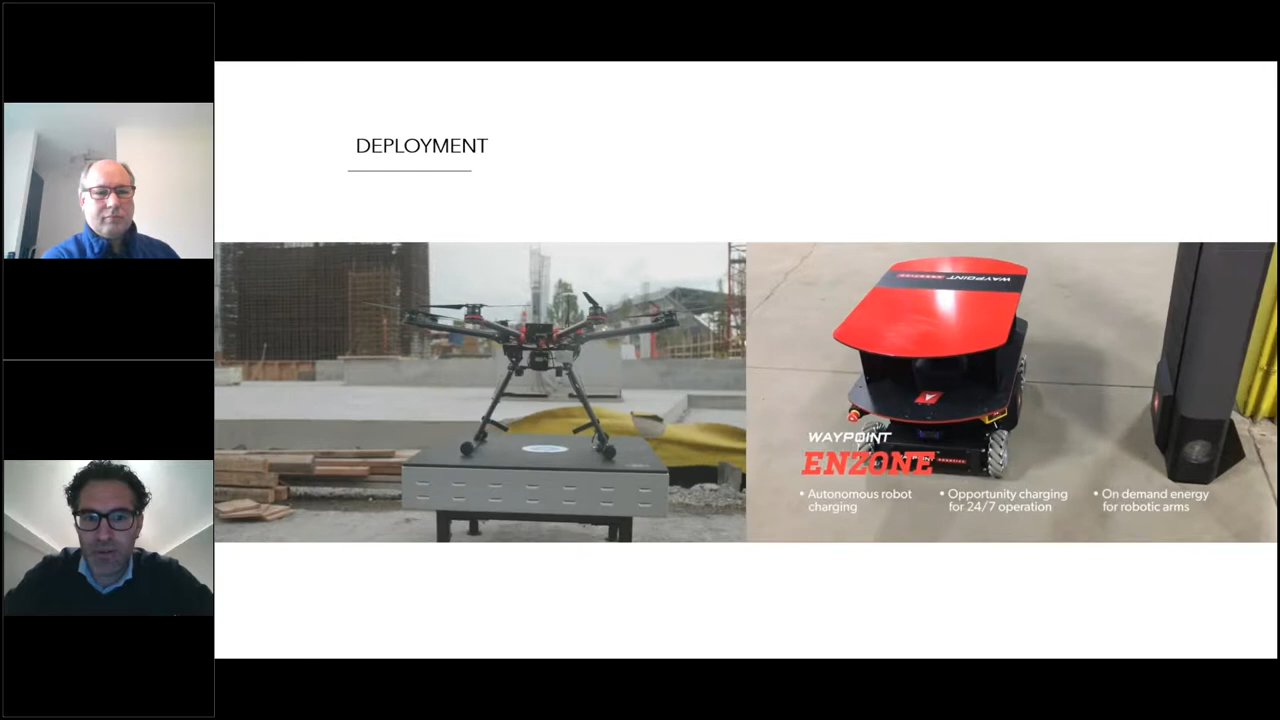 DEPLOYMENT
WAYPOINT
WAYPOINT
ENZONE
• Autonomous robot
charging
• Opportunity charging
for 24/7 operation
• On demand energy
for robotic arms